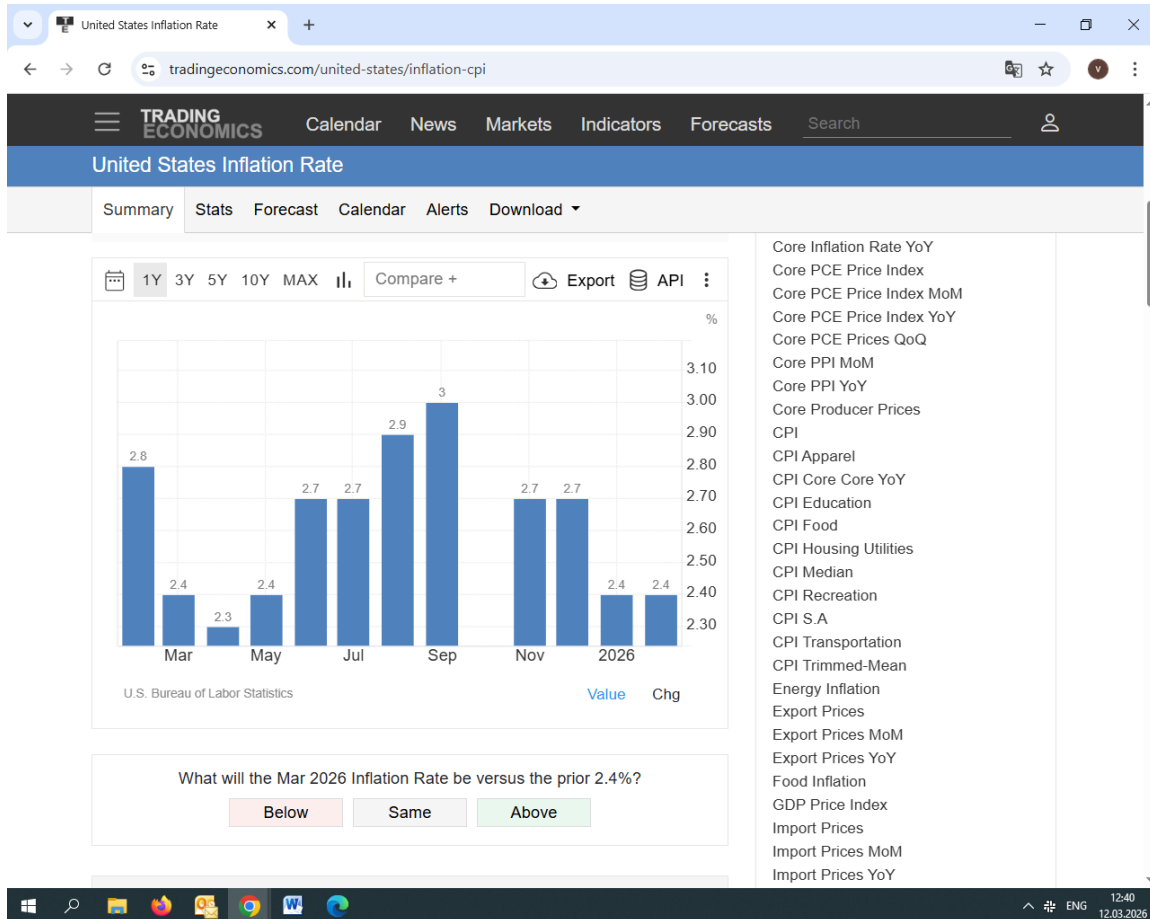 United States Inflation Rate
tradingeconomics.com/united-states/inflation-cpi
V
TRADING ECONOMICS
Calendar News Markets Indicators Forecasts Search
United States Inflation Rate
Summary Stats Forecast Calendar Alerts Download
1Y 3Y 5Y 10Y MAX Compare + Export API
%
3.10
3.00
2.90
2.80
2.70
2.60
2.50
2.40
2.30
2.8 2.4 2.3 2.4 2.7 2.7 2.9 3 2.7 2.7 2.4 2.4
Mar May Jul Sep Nov 2026
U.S. Bureau of Labor Statistics
Value Chg
What will the Mar 2026 Inflation Rate be versus the prior 2.4%?
Below Same Above
Core Inflation Rate YoY
Core PCE Price Index
Core PCE Price Index MoM
Core PCE Price Index YoY
Core PCE Prices QoQ
Core PPI MoM
Core PPI YoY
Core Producer Prices
CPI
CPI Apparel
CPI Core Core YoY
CPI Education
CPI Food
CPI Housing Utilities
CPI Median
CPI Recreation
CPI S.A
CPI Transportation
CPI Trimmed-Mean
Energy Inflation
Export Prices
Export Prices MoM
Export Prices YoY
Food Inflation
GDP Price Index
Import Prices
Import Prices MoM
Import Prices YoY
ENG
12:40
12.03.2026